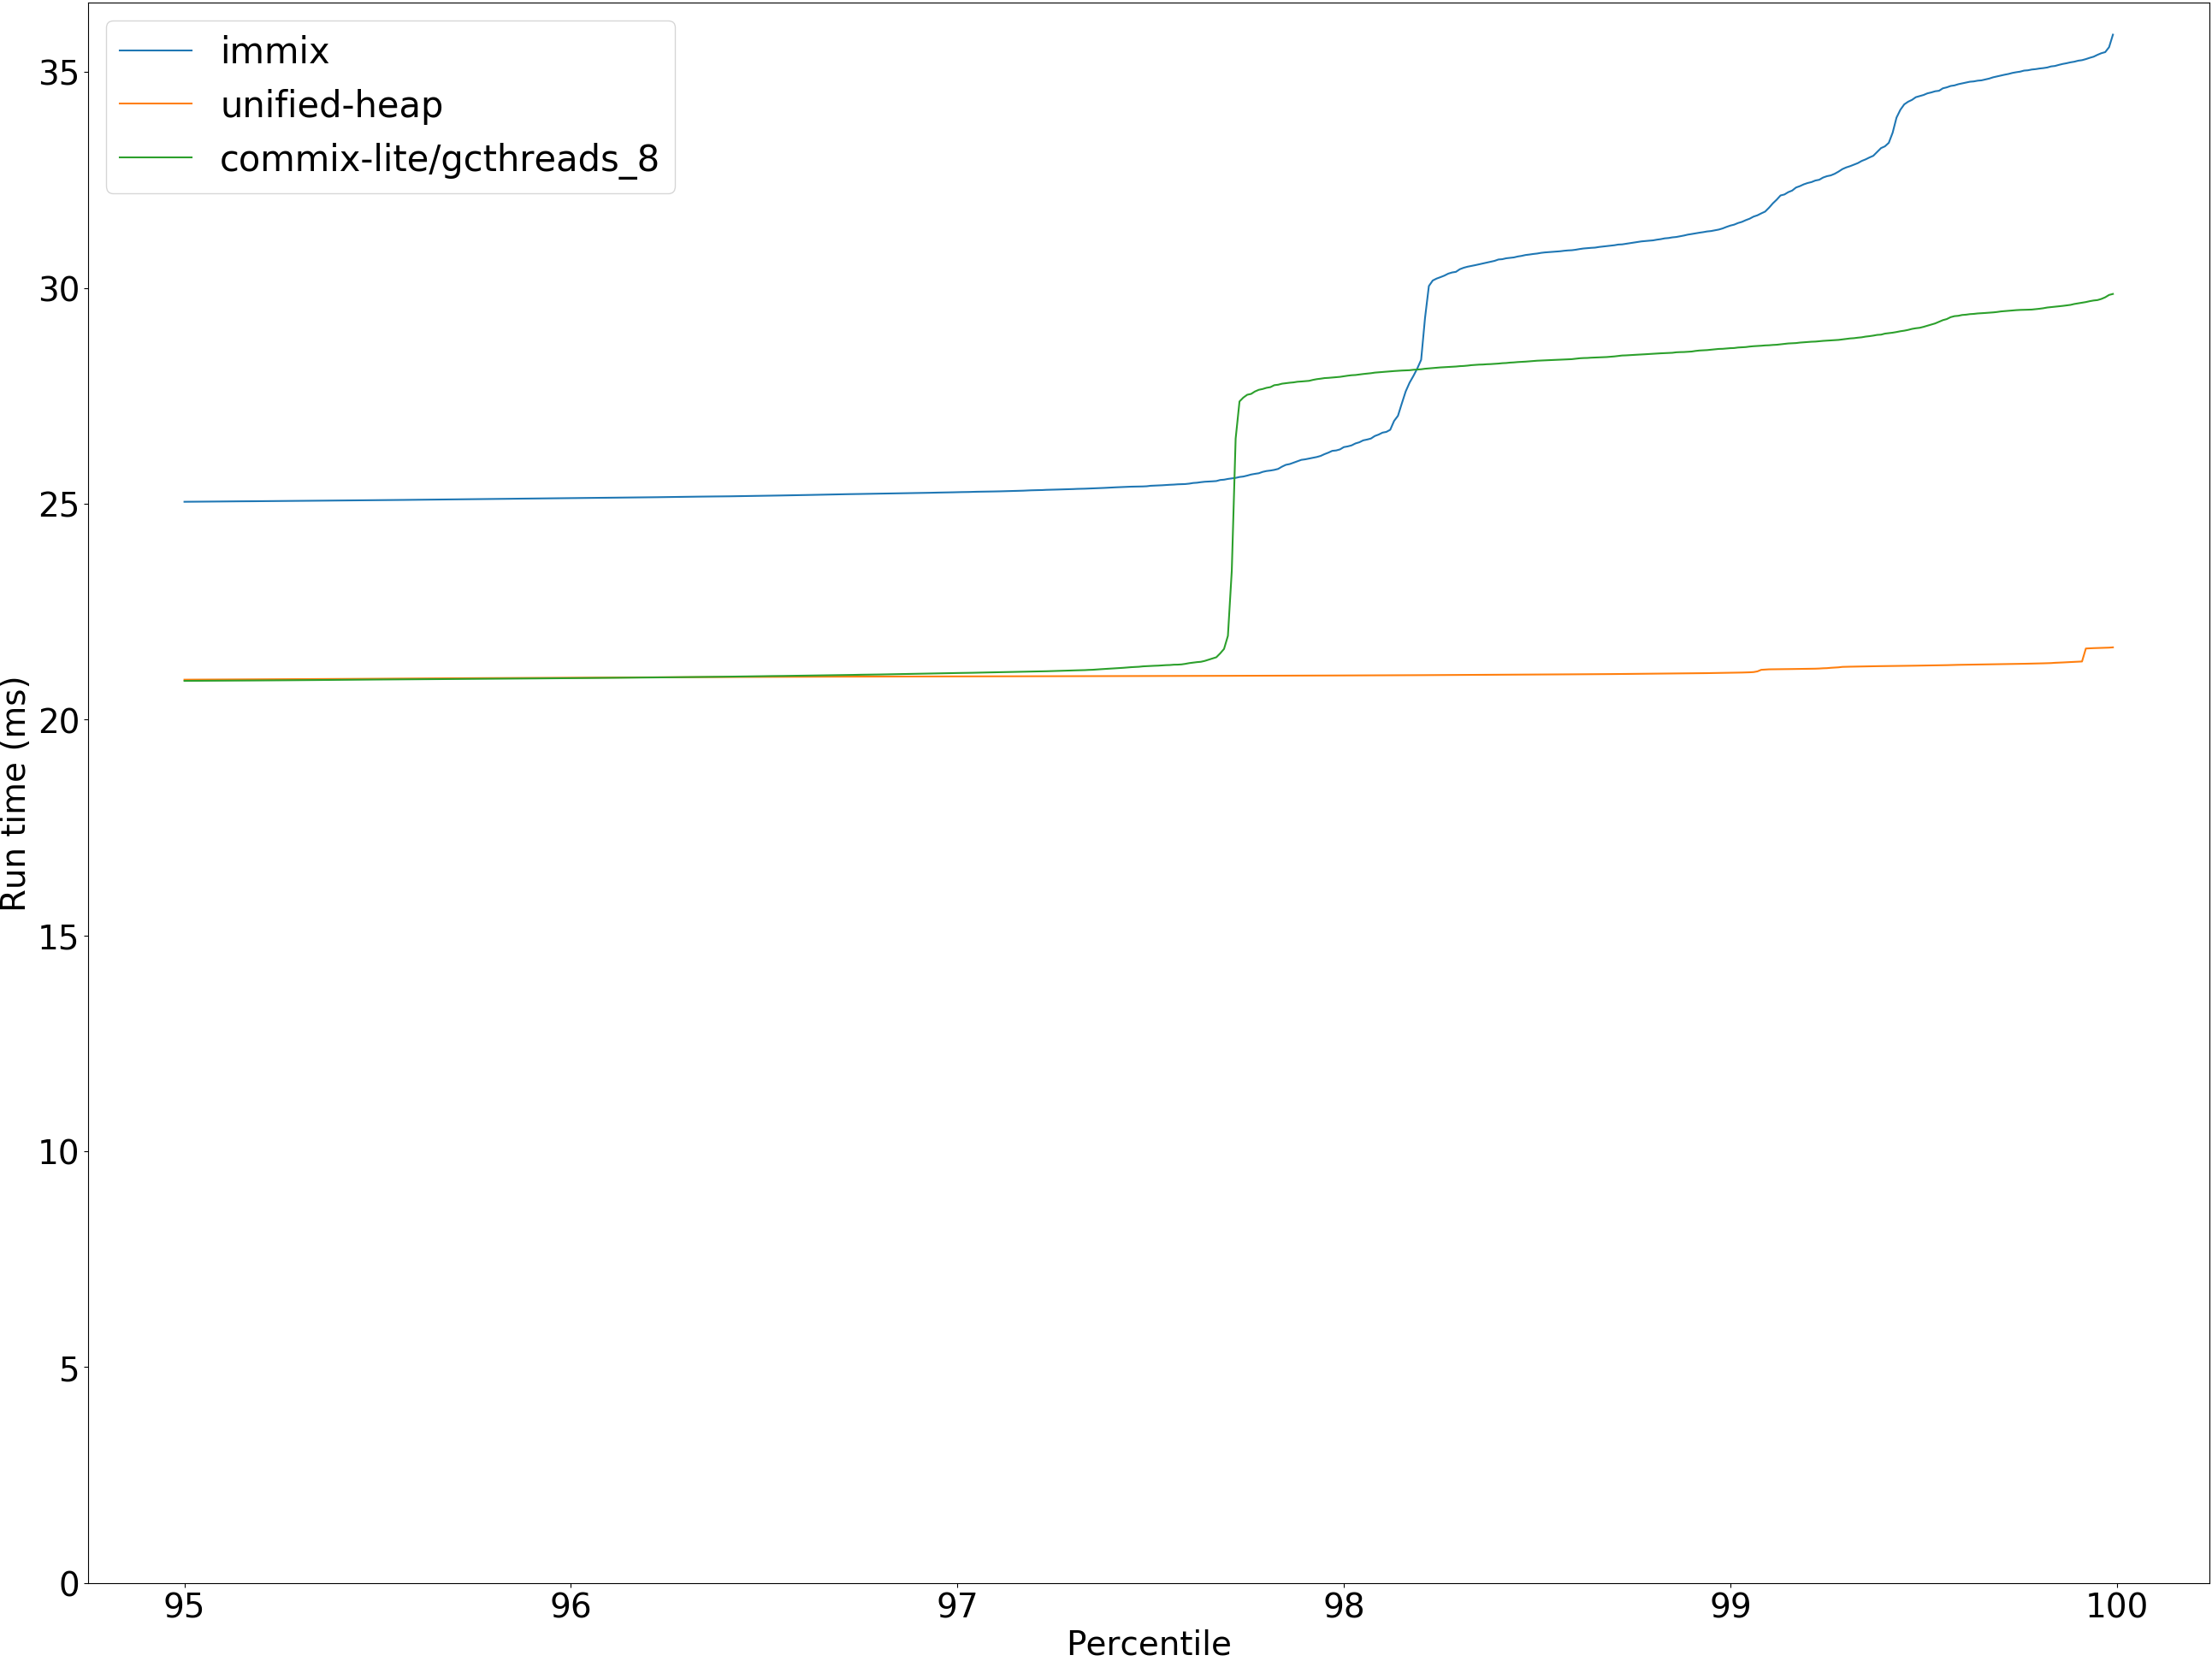 immix
unified-heap
commix-lite/gcthreads_8
Run time (ms)
35
30
25
20
15
10
5
0
95 96 97 98 99 100
Percentile